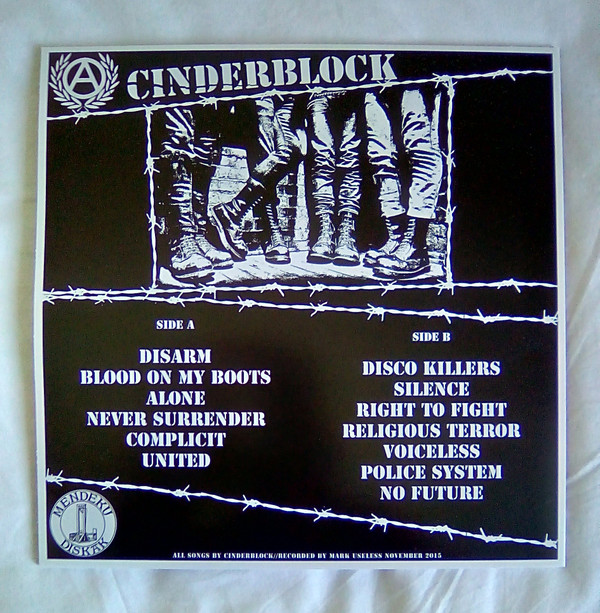 A
CINDERBLOCK
SIDE A
DISARM
BLOOD ON MY BOOTS
ALONE
NEVER SURRENDER
COMPLICIT
UNITED
SIDE B
DISCO KILLERS
SILENCE
RIGHT TO FIGHT
RELIGIOUS TERROR
VOICELESS
POLICE SYSTEM
NO FUTURE
MENDEKU
DISKAK
ALL SONGS BY CINDERBLOCK//RECORDED BY MARK USELESS NOVEMBER 2015